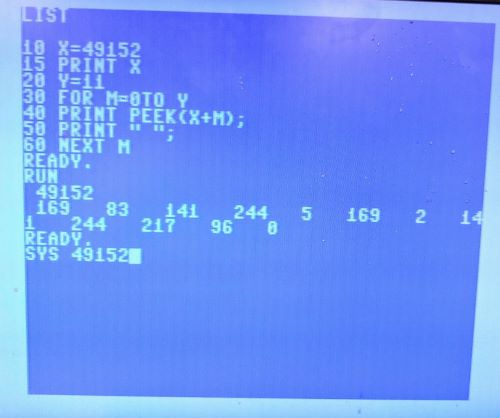 LIST
10 X=49152
15 PRINT X
20 Y=11
30 FOR M=0TO Y
40 PRINT PEEK(X+M);
50 PRINT " ";
60 NEXT M
READY.
RUN
49152
169 83 141 244 5 169 2 14
1 244 217 96 0
READY.
SYS 49152